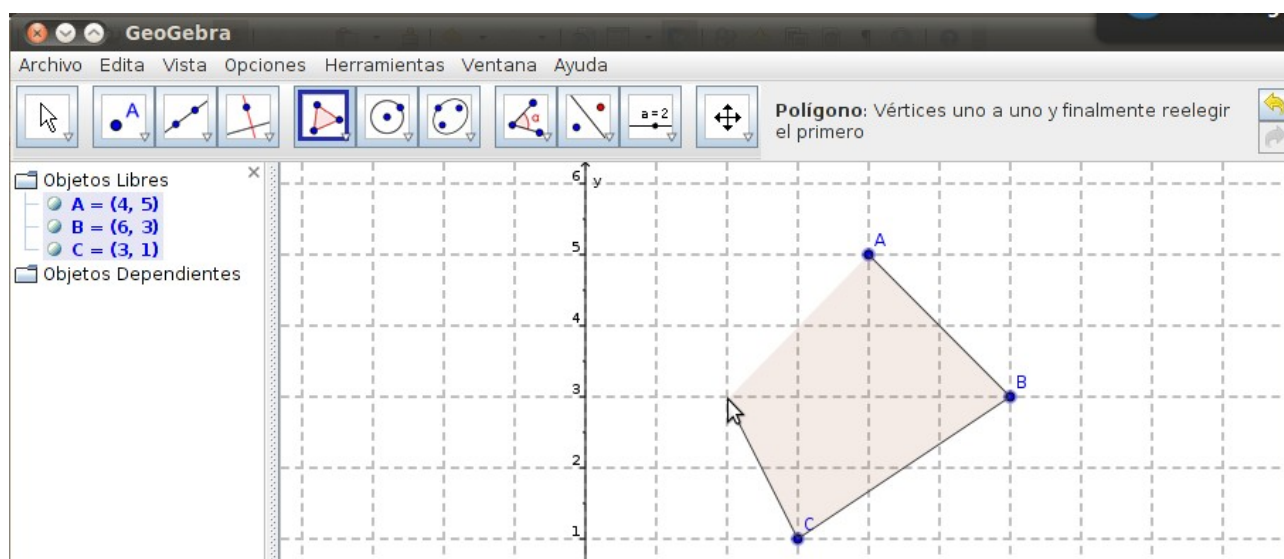 GeoGebra
Archivo Edita Vista Opciones Herramientas Ventana Ayuda
A
α
a=2
Polígono: Vértices uno a uno y finalmente reelegir
el primero
Objetos Libres
A = (4, 5)
B = (6, 3)
C = (3, 1)
Objetos Dependientes
6
y
5
A
4
3
B
2
1
C